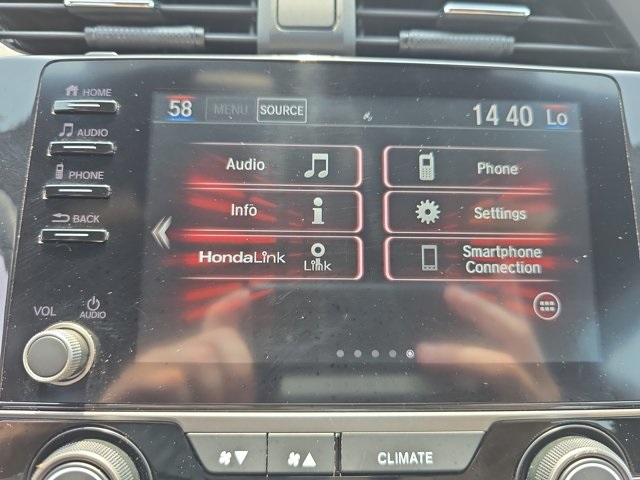 HOME
AUDIO
PHONE
BACK
VOL
AUDIO
58 MENU SOURCE 14 40 Lo
Audio
Phone
Info
Settings
HondaLink
Link
Smartphone
Connection
CLIMATE